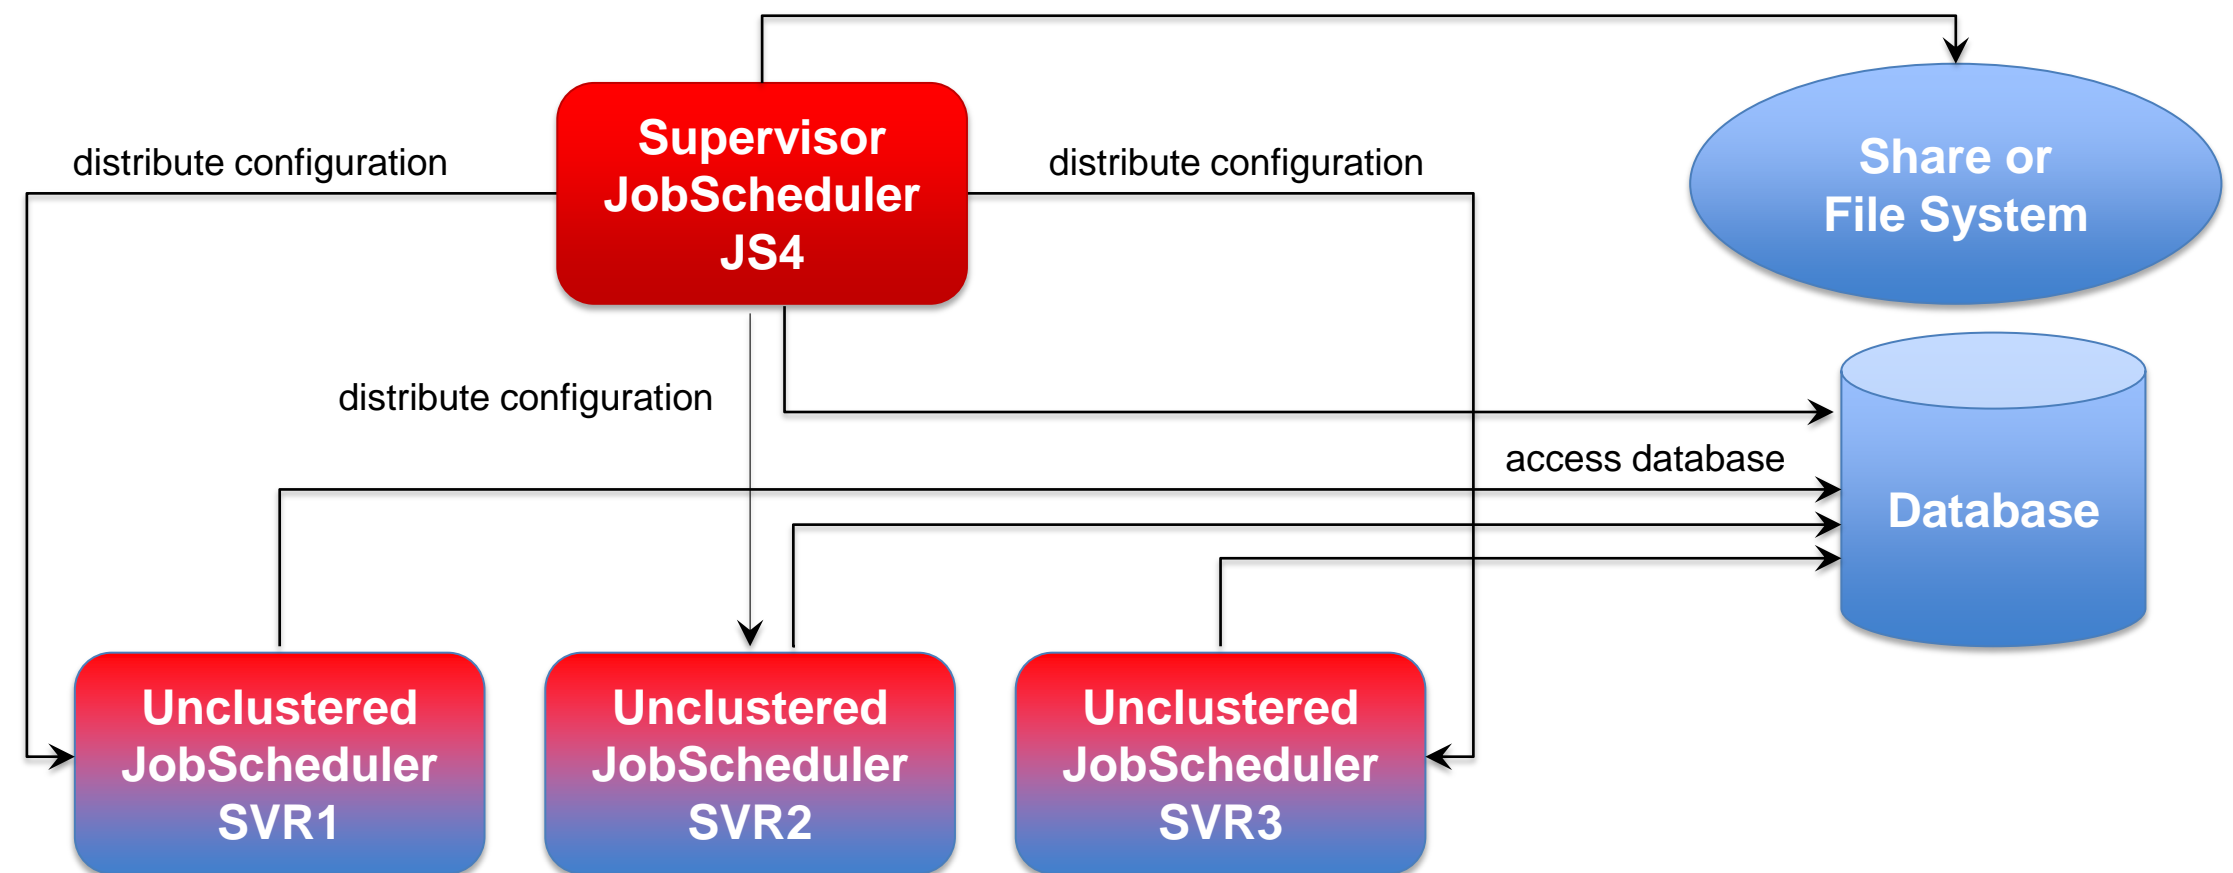 Supervisor
JobScheduler
JS4
distribute configuration
distribute configuration
Share or
File System
distribute configuration
access database
Database
Unclustered
JobScheduler
SVR1
Unclustered
JobScheduler
SVR2
Unclustered
JobScheduler
SVR3